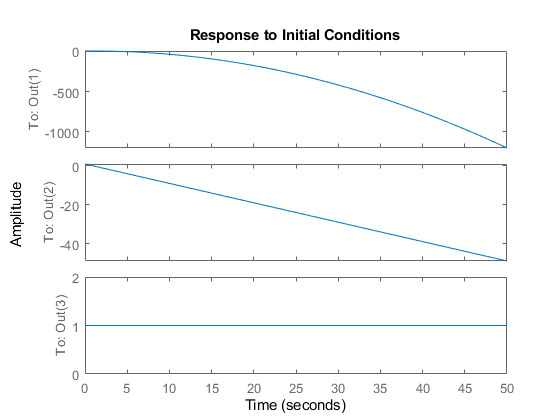 Response to Initial Conditions
To: Out(1)
0
-500
-1000
Amplitude
To: Out(2)
0
-20
-40
To: Out(3)
2
1
0
0 5 10 15 20 25 30 35 40 45 50
Time (seconds)